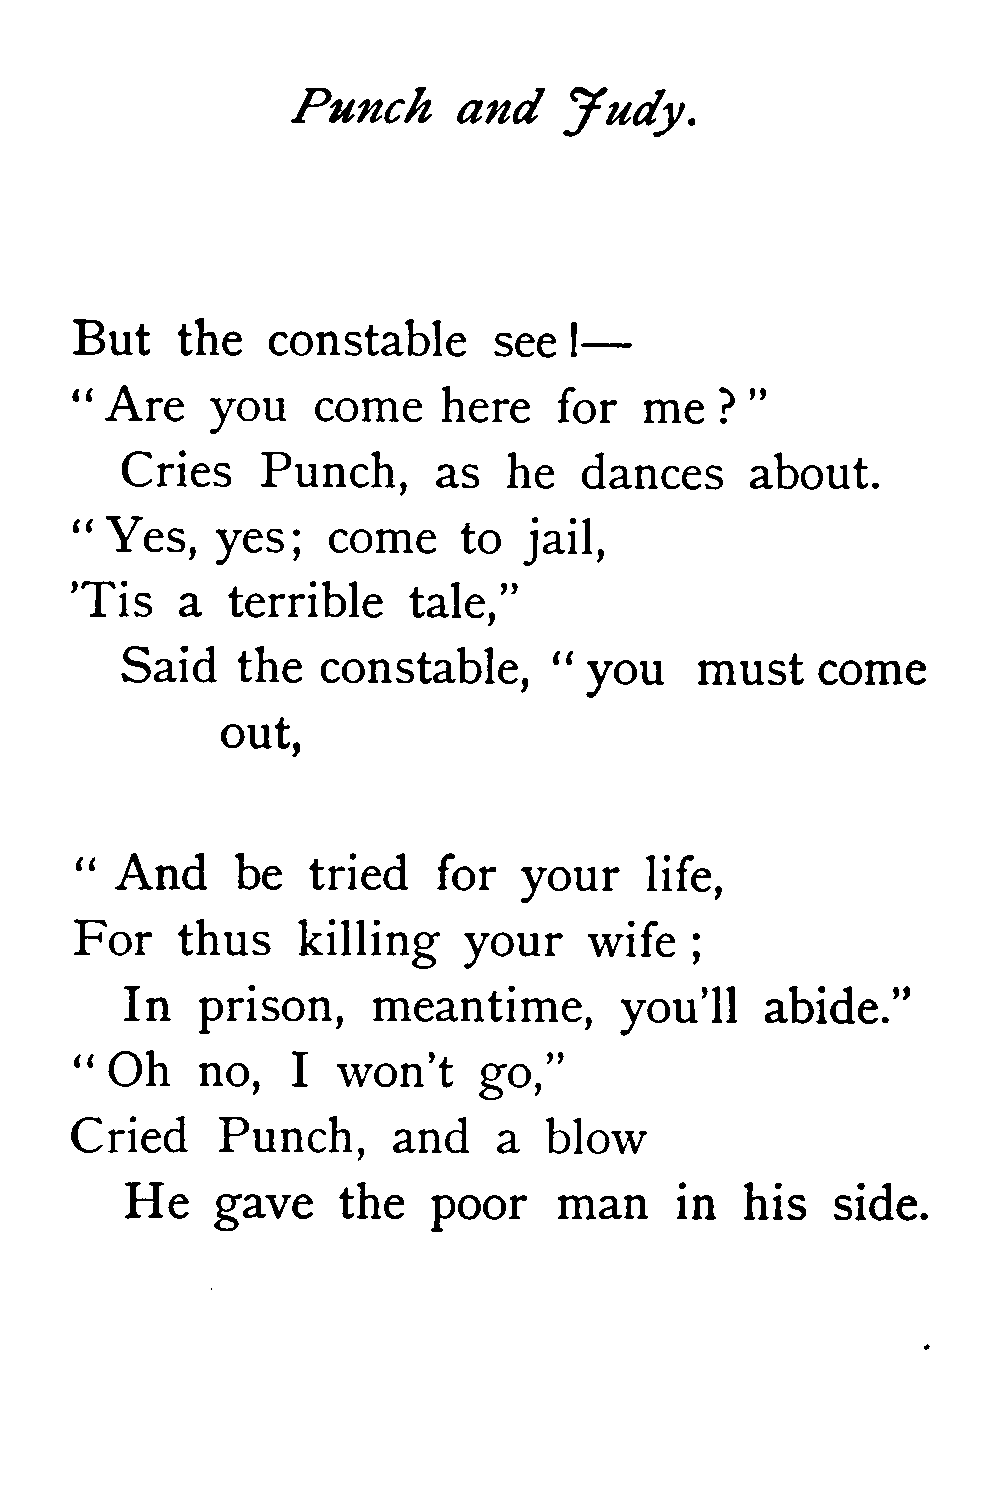 Punch and Judy.
But the constable see!—
“Are you come here for me?”
Cries Punch, as he dances about.
“Yes, yes; come to jail,
’Tis a terrible tale,”
Said the constable, “you must come
out,
“And be tried for your life,
For thus killing your wife;
In prison, meantime, you’ll abide.”
“Oh no, I won’t go,”
Cried Punch, and a blow
He gave the poor man in his side.